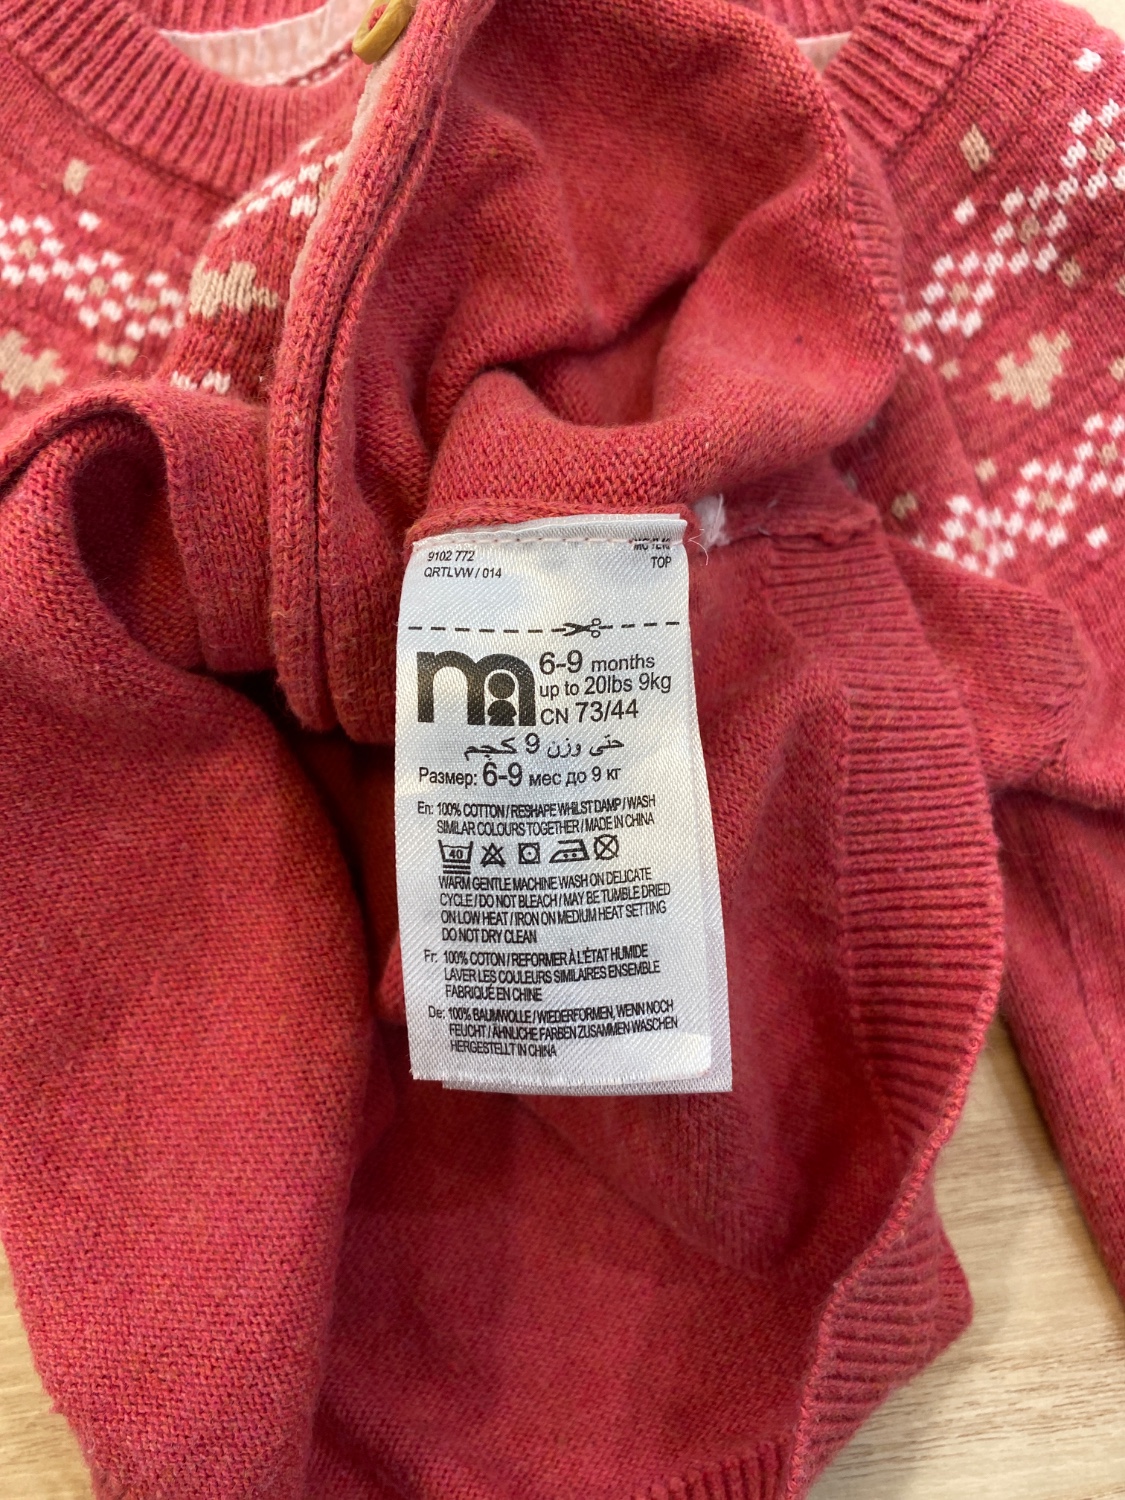 9102 772
QRTLVW / 014
TOP
6-9 months
up to 20lbs 9kg
CN 73/44
حتّى وزن 9 كجم
Размер: 6-9 мес до 9 кг
En: 100% COTTON / RESHAPE WHILST DAMP / WASH
SIMILAR COLOURS TOGETHER / MADE IN CHINA
40
WARM GENTLE MACHINE WASH ON DELICATE
CYCLE / DO NOT BLEACH / MAY BE TUMBLE DRIED
ON LOW HEAT / IRON ON MEDIUM HEAT SETTING
DO NOT DRY CLEAN
Fr: 100% COTON / REFORMER À L'ÉTAT HUMIDE
LAVER LES COULEURS SIMILAIRES ENSEMBLE
FABRIQUÉ EN CHINE
De: 100% BAUMWOLLE / WIEDERFORMEN, WENN NOCH
FEUCHT / ÄHNLICHE FARBEN ZUSAMMEN WASCHEN
HERGESTELLT IN CHINA